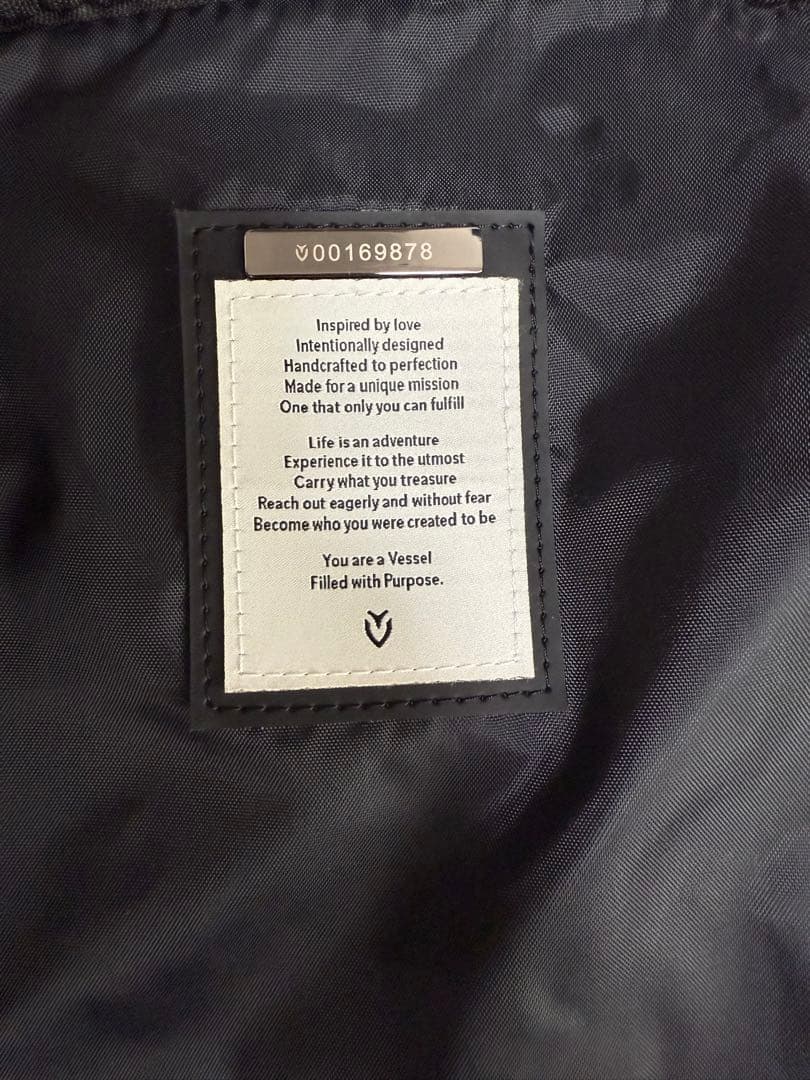 00169878
Inspired by love
Intentionally designed
Handcrafted to perfection
Made for a unique mission
One that only you can fulfill
Life is an adventure
Experience it to the utmost
Carry what you treasure
Reach out eagerly and without fear
Become who you were created to be
You are a Vessel
Filled with Purpose.